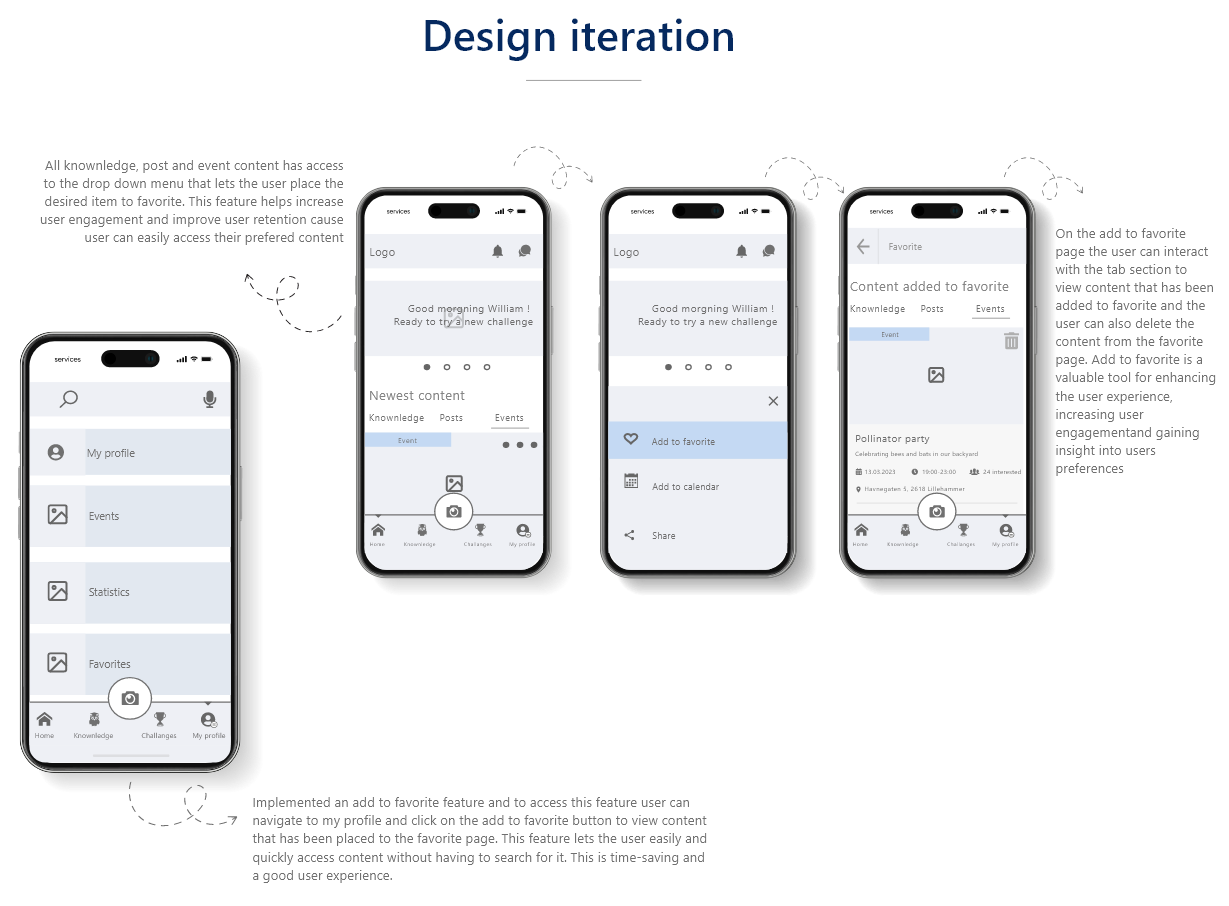 Design iteration
All knownledge, post and event content has access
to the drop down menu that lets the user place the
desired item to favorite. This feature helps increase
user engagement and improve user retention cause
user can easily access their prefered content
services
Logo
Good morgning William !
Ready to try a new challenge
Newest content
Knowledge Posts Events
Event
Home Knownledge Challanges My profile
services
Logo
Good morgning William !
Ready to try a new challenge
Add to favorite
Add to calendar
Share
services
Favorite
Content added to favorite
Knownledge Posts Events
Event
Pollinator party
Celebrating bees and bats in our backyard
13.03.2023 19:00-23:00 24 interested
Havnegaten 5, 2618 Lillehammer
Home Knownledge Challanges My profile
On the add to favorite
page the user can interact
with the tab section to
view content that has been
added to favorite and the
user can also delete the
content from the favorite
page. Add to favorite is a
valuable tool for enhancing
the user experience,
increasing user
engagementand gaining
insight into users
preferences
services
My profile
Events
Statistics
Favorites
Home Knownledge Challanges My profile
Implemented an add to favorite feature and to access this feature user can
navigate to my profile and click on the add to favorite button to view content
that has been placed to the favorite page. This feature lets the user easily and
quickly access content without having to search for it. This is time-saving and
a good user experience.